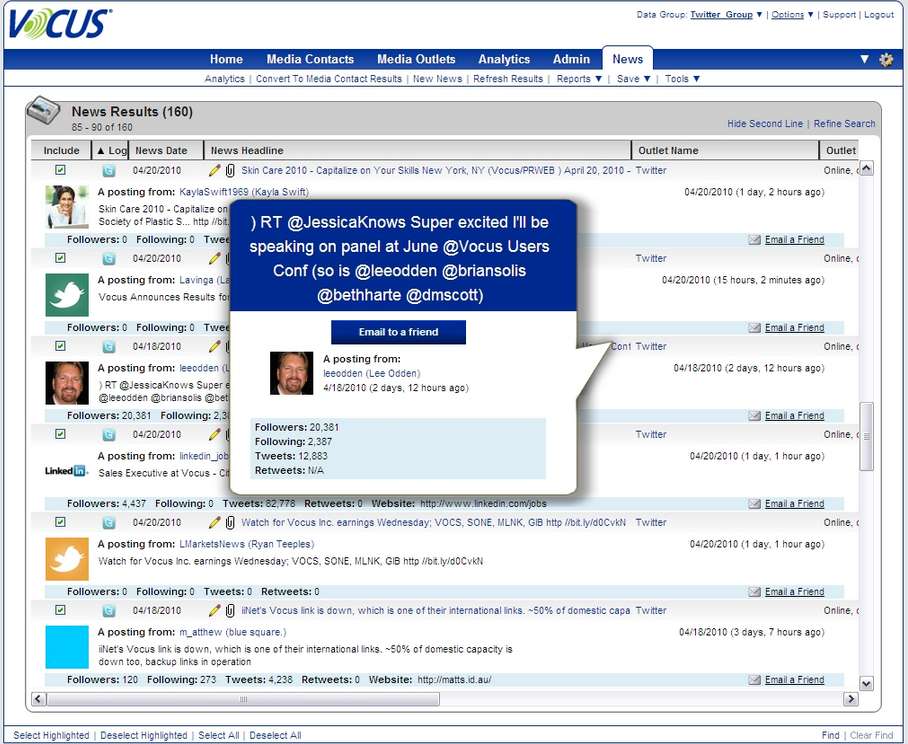 VOCUS
Data Group: Twitter_Group ▼ | Options ▼ | Support | Logout
Home Media Contacts Media Outlets Analytics Admin News
Analytics | Convert To Media Contact Results | New News | Refresh Results | Reports ▼ | Save ▼ | Tools ▼
News Results (160)
85 - 90 of 160
Hide Second Line | Refine Search
Include ▲ Log News Date News Headline Outlet Name Outlet
04/20/2010 Skin Care 2010 - Capitalize on Your Skills New York, NY (Vocus/PRWEB ) April 20, 2010 - Twitter Online,
A posting from: KaylaSwift1969 (Kayla Swift) 04/20/2010 (1 day, 2 hours ago)
Skin Care 2010 - Capitalize on
Society of Plastic S... http //bit.
Followers: 0 Following: 0 Twee Email a Friend
04/20/2010 Twitter Online,
A posting from: Lavinga (La 04/20/2010 (15 hours, 2 minutes ago)
Vocus Announces Results for
Followers: 0 Following: 0 Twee Email a Friend
04/18/2010 Conf Twitter Online,
A posting from: leeodden (L 04/18/2010 (2 days, 12 hours ago)
) RT @JessicaKnows Super e
@leeodden @briansolis @beth
Followers: 20,381 Following: 2,3 Email a Friend
) RT @JessicaKnows Super excited I'll be
speaking on panel at June @Vocus Users
Conf (so is @leeodden @briansolis
@bethharte @dmscott)
Email to a friend
A posting from:
leeodden (Lee Odden)
4/18/2010 (2 days, 12 hours ago)
Followers: 20,381
Following: 2,387
Tweets: 12,883
Retweets: N/A
04/20/2010 Twitter Online,
A posting from: linkedin_job 04/20/2010 (1 day, 1 hour ago)
Linked in
Sales Executive at Vocus - Ci
Followers: 4,437 Following: 0 Tweets: 82,778 Retweets: 0 Website: http://www.linkedin.com/jobs Email a Friend
04/20/2010 Watch for Vocus Inc. earnings Wednesday; VOCS, SONE, MLNK, GIB http //bit.ly/d0CvkN Twitter Online,
A posting from: LMarketsNews (Ryan Teeples) 04/20/2010 (1 day, 1 hour ago)
Watch for Vocus Inc. earnings Wednesday; VOCS, SONE, MLNK, GIB http //bit.ly/d0CvkN
Followers: 0 Following: 0 Tweets: 0 Retweets: 0 Email a Friend
04/18/2010 iiNet's Vocus link is down, which is one of their international links. ~50% of domestic capa Twitter Online,
A posting from: m_atthew (blue square.) 04/18/2010 (3 days, 7 hours ago)
iiNet's Vocus link is down, which is one of their international links. ~50% of domestic capacity is
down too, backup links in operation
Followers: 120 Following: 273 Tweets: 4,238 Retweets: 0 Website: http://matts.id.au/ Email a Friend
Select Highlighted | Deselect Highlighted | Select All | Deselect All
Find | Clear Find